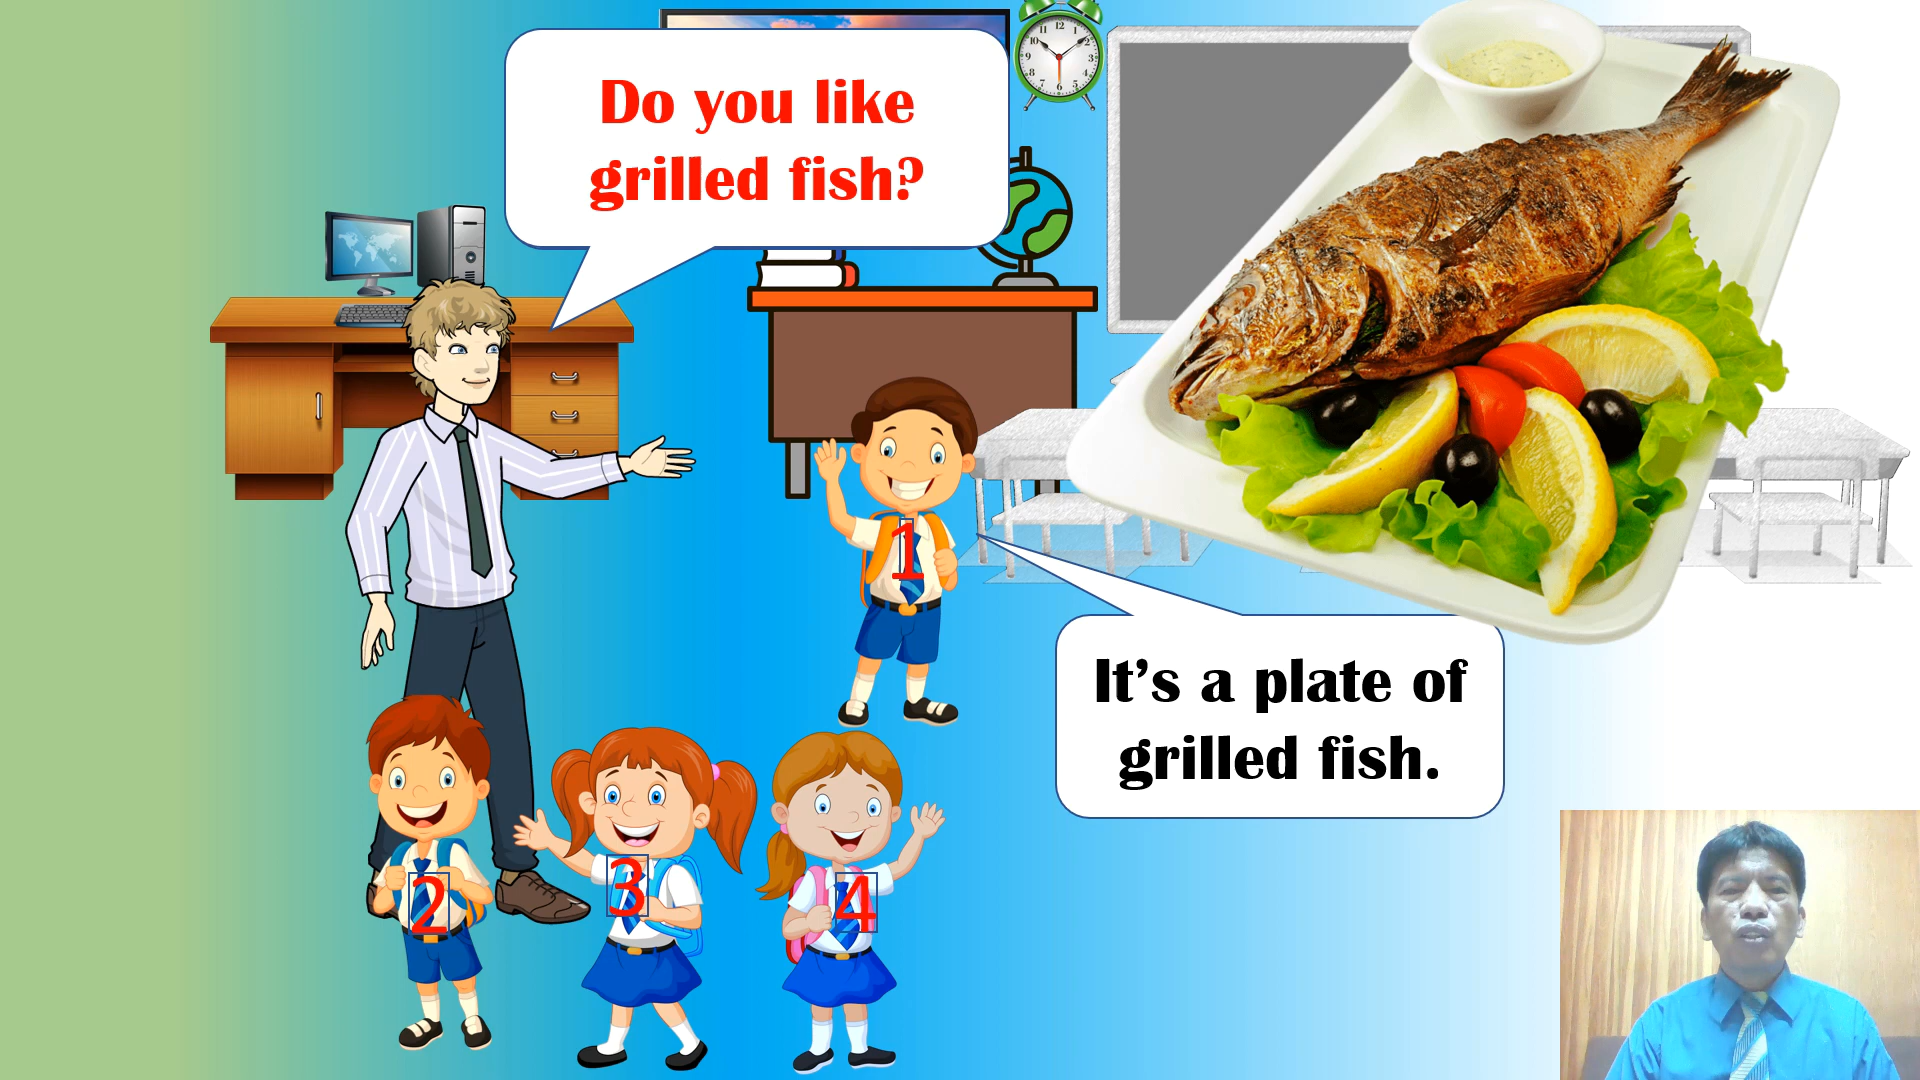 Do you like
grilled fish?
1
It's a plate of
grilled fish.
2
3
4